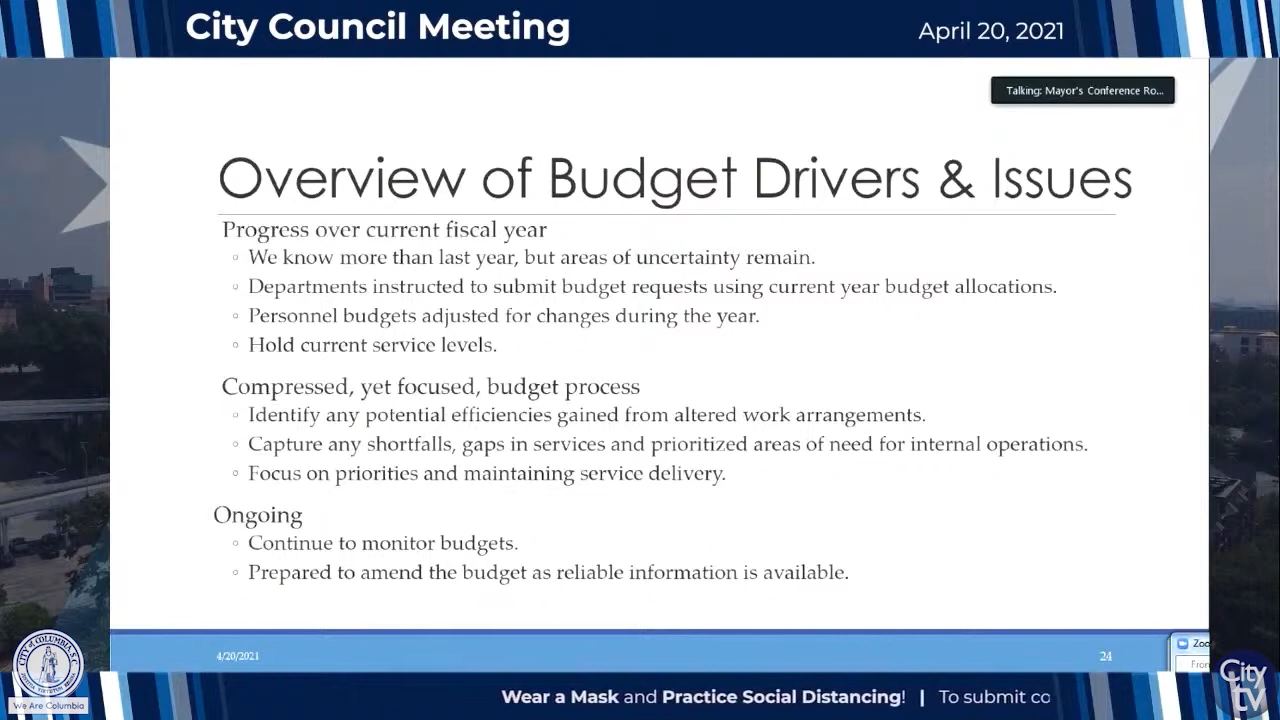 City Council Meeting
April 20, 2021
Talking: Mayor's Conference Ro...
Overview of Budget Drivers & Issues
Progress over current fiscal year
◦ We know more than last year, but areas of uncertainty remain.
◦ Departments instructed to submit budget requests using current year budget allocations.
◦ Personnel budgets adjusted for changes during the year.
◦ Hold current service levels.
Compressed, yet focused, budget process
◦ Identify any potential efficiencies gained from altered work arrangements.
◦ Capture any shortfalls, gaps in services and prioritized areas of need for internal operations.
◦ Focus on priorities and maintaining service delivery.
Ongoing
◦ Continue to monitor budgets.
◦ Prepared to amend the budget as reliable information is available.
4/20/2021
24
Zoo
From
CITY OF COLUMBIA, S.C.
We Are Columbia
Wear a Mask and Practice Social Distancing! | To submit co
City
tv